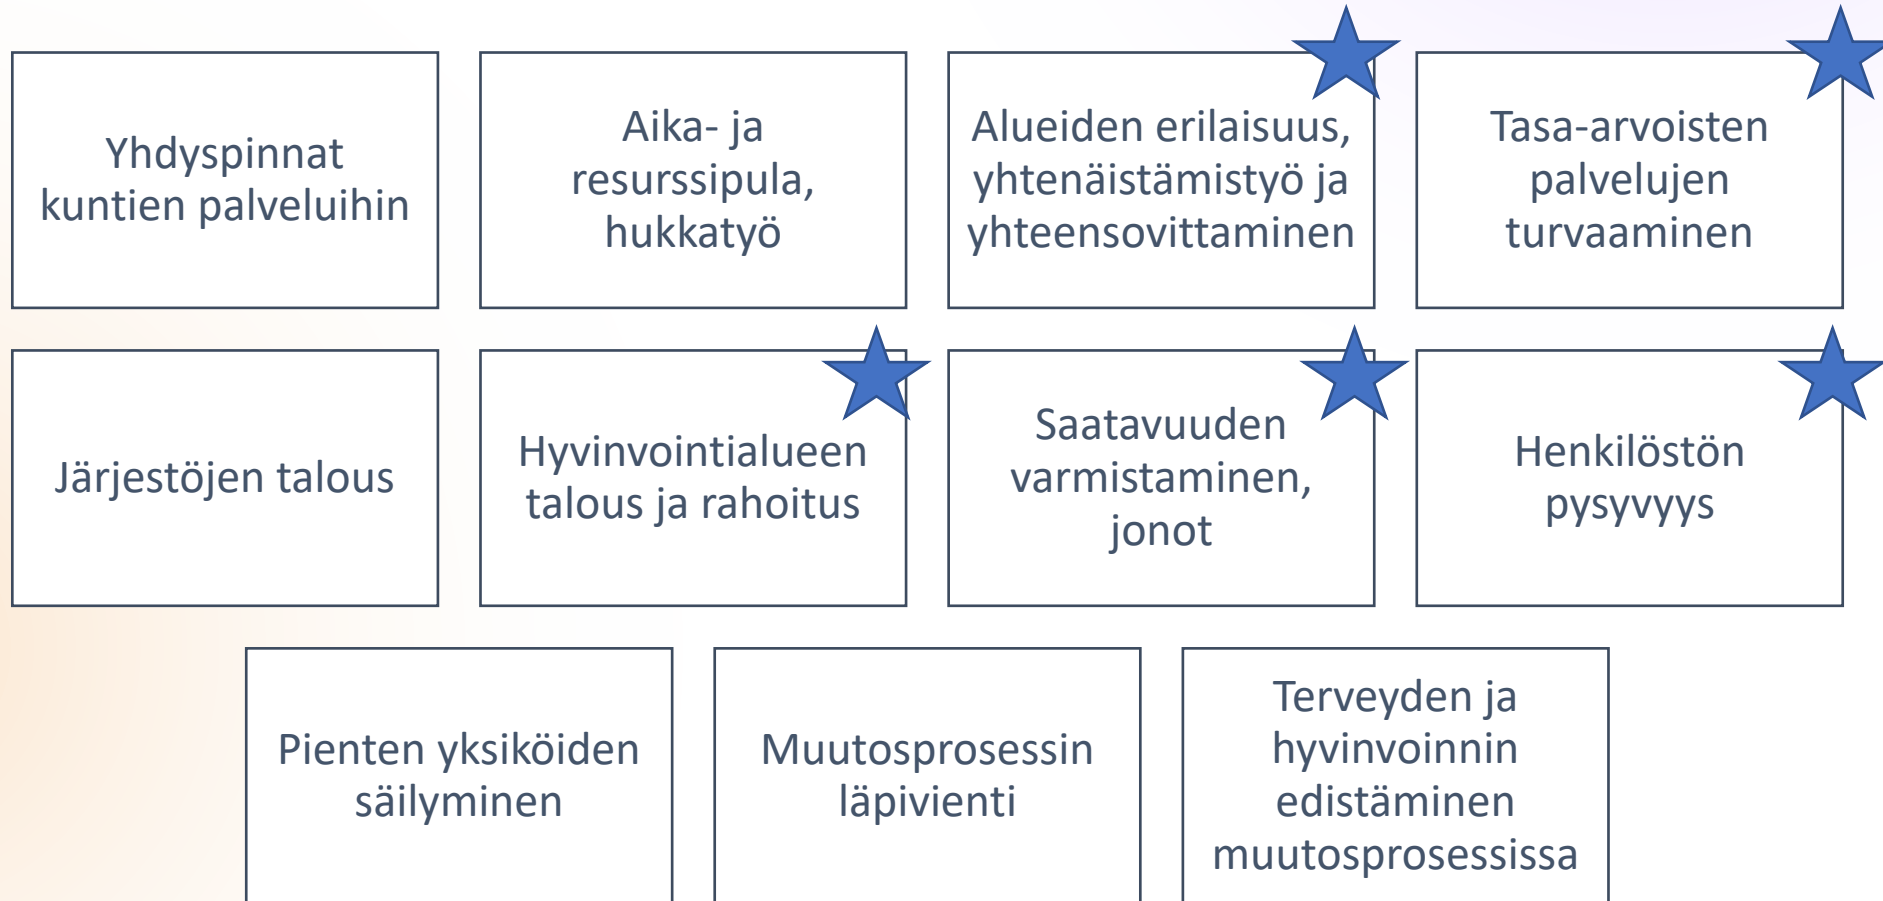 Yhdyspinnat
kuntien palveluihin
Aika- ja
resurssipula,
hukkatyö
Alueiden erilaisuus,
yhtenäistämistyö ja
yhteensovittaminen
Tasa-arvoisten
palvelujen
turvaaminen
Järjestöjen talous
Hyvinvointialueen
talous ja rahoitus
Saatavuuden
varmistaminen,
jonot
Henkilöstön
pysyvyys
Pienten yksiköiden
säilyminen
Muutosprosessin
läpivienti
Terveyden ja
hyvinvoinnin
edistäminen
muutosprosessissa